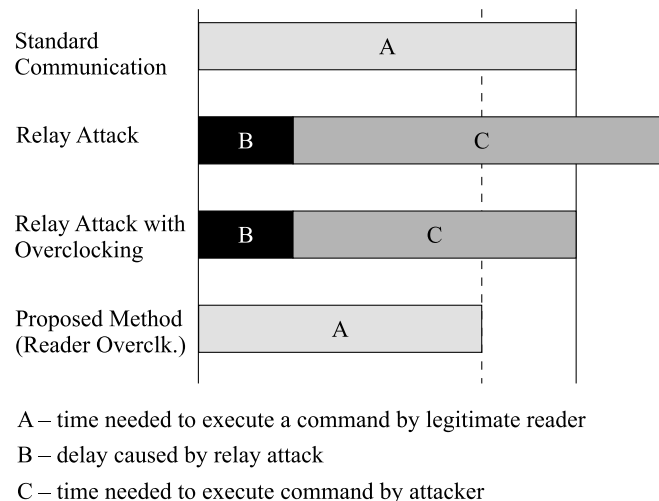 Standard
Communication
A
Relay Attack
B
C
Relay Attack with
Overclocking
B
C
Proposed Method
(Reader Overclk.)
A
A – time needed to execute a command by legitimate reader
B – delay caused by relay attack
C – time needed to execute command by attacker